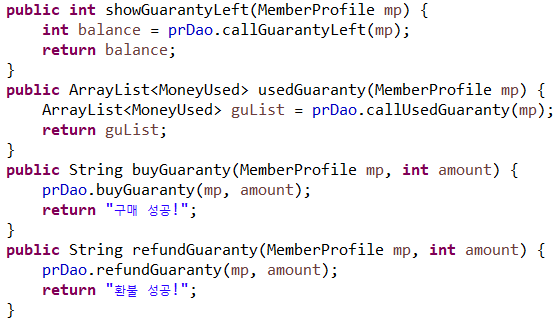 public int showGuarantyLeft(MemberProfile mp) {
int balance = prDao.callGuarantyLeft(mp);
return balance;
}
public ArrayList<MoneyUsed> usedGuaranty(MemberProfile mp) {
ArrayList<MoneyUsed> guList = prDao.callUsedGuaranty(mp);
return guList;
}
public String buyGuaranty(MemberProfile mp, int amount) {
prDao.buyGuaranty(mp, amount);
return "구매 성공!";
}
public String refundGuaranty(MemberProfile mp, int amount) {
prDao.refundGuaranty(mp, amount);
return "환불 성공!";
}